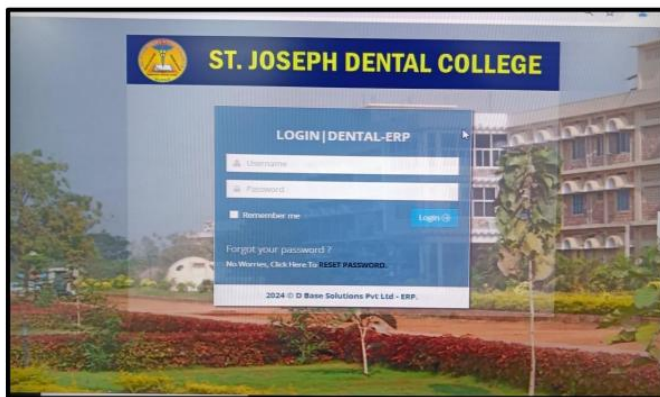 ST. JOSEPH DENTAL COLLEGE
LOGIN|DENTAL-ERP
Username
Password
Remember me
Login
Forgot your password ?
No Worries, Click Here To RESET PASSWORD.
2024 © D Base Solutions Pvt Ltd - ERP.